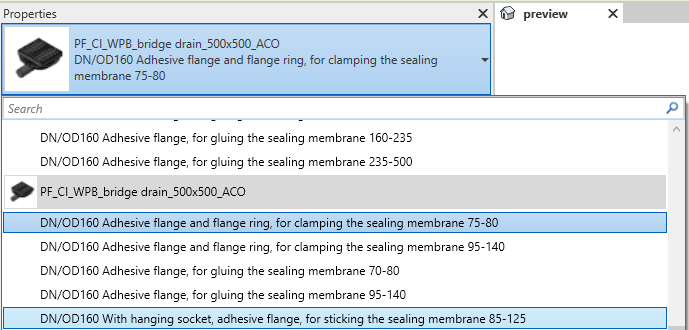 Properties
preview
PF_CI_WPB_bridge drain_500x500_ACO
DN/OD160 Adhesive flange and flange ring, for clamping the sealing
membrane 75-80
Search
DN/OD160 Adhesive flange, for gluing the sealing membrane 160-235
DN/OD160 Adhesive flange, for gluing the sealing membrane 235-500
PF_CI_WPB_bridge drain_500x500_ACO
DN/OD160 Adhesive flange and flange ring, for clamping the sealing membrane 75-80
DN/OD160 Adhesive flange and flange ring, for clamping the sealing membrane 95-140
DN/OD160 Adhesive flange, for gluing the sealing membrane 70-80
DN/OD160 Adhesive flange, for gluing the sealing membrane 95-140
DN/OD160 With hanging socket, adhesive flange, for sticking the sealing membrane 85-125